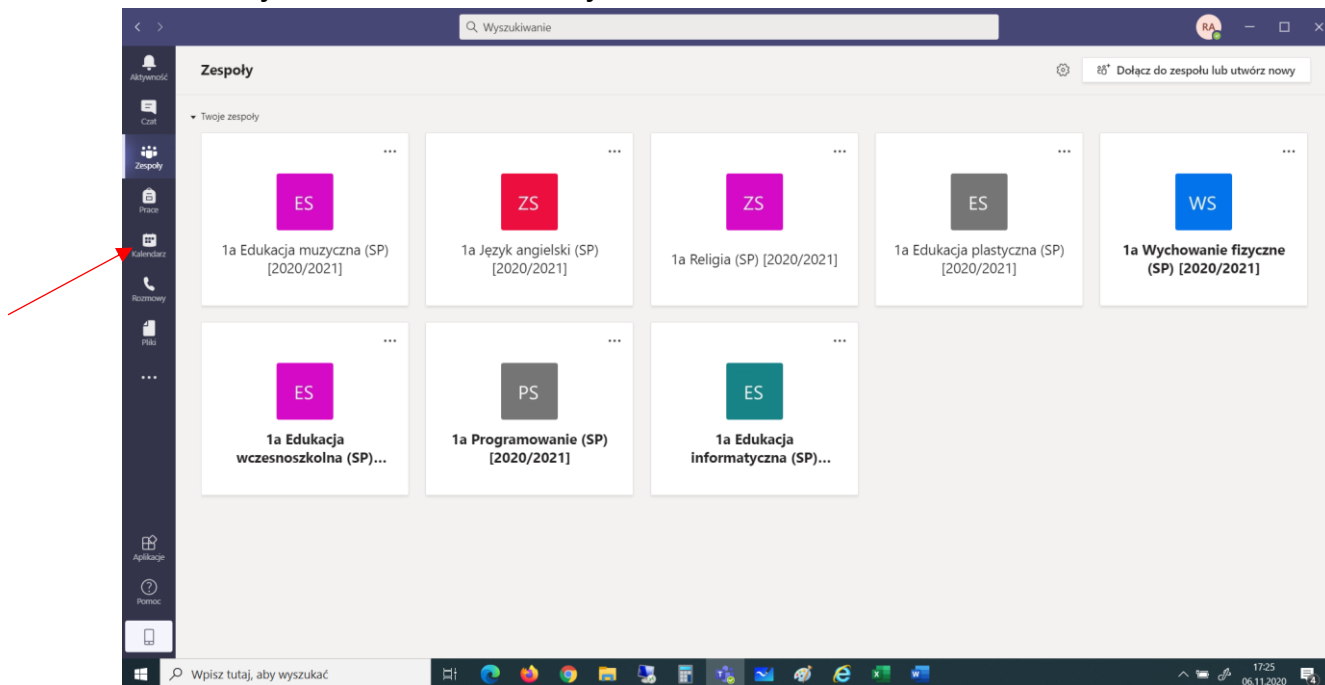 Wyszukiwanie
RA
Aktywność
Czat
Zespoły
Prace
Kalendarz
Rozmowy
Pliki
Aplikacje
Pomoc
Zespoły
Dołącz do zespołu lub utwórz nowy
Twoje zespoły
ES
1a Edukacja muzyczna (SP)
[2020/2021]
ZS
1a Język angielski (SP)
[2020/2021]
ZS
1a Religia (SP) [2020/2021]
ES
1a Edukacja plastyczna (SP)
[2020/2021]
WS
1a Wychowanie fizyczne
(SP) [2020/2021]
ES
1a Edukacja
wczesnoszkolna (SP)...
PS
1a Programowanie (SP)
[2020/2021]
ES
1a Edukacja
informatyczna (SP)...
Wpisz tutaj, aby wyszukać
17:25
06.11.2020
4